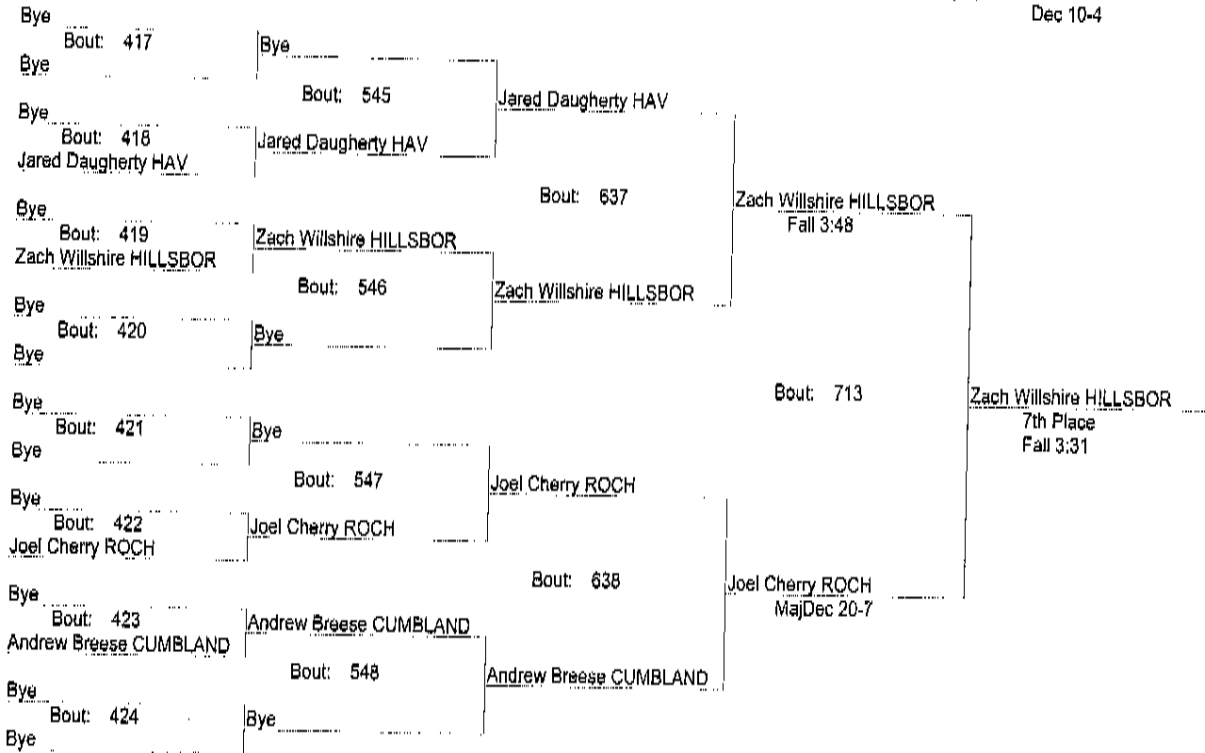 Dec 10-4
Bye
Bout: 417
Bye
Bye
Bout: 545
Jared Daugherty HAV
Bye
Bout: 418
Jared Daugherty HAV
Jared Daugherty HAV
Bout: 637
Zach Willshire HILLSBOR
Fall 3:48
Bye
Bout: 419
Zach Willshire HILLSBOR
Zach Willshire HILLSBOR
Bout: 546
Zach Willshire HILLSBOR
Bye
Bout: 420
Bye
Bye
Bout: 713
Zach Willshire HILLSBOR
7th Place
Fall 3:31
Bye
Bout: 421
Bye
Bye
Bout: 547
Joel Cherry ROCH
Bye
Bout: 422
Joel Cherry ROCH
Joel Cherry ROCH
Bout: 638
Joel Cherry ROCH
MajDec 20-7
Bye
Bout: 423
Andrew Breese CUMBLAND
Andrew Breese CUMBLAND
Bout: 548
Andrew Breese CUMBLAND
Bye
Bout: 424
Bye
Bye